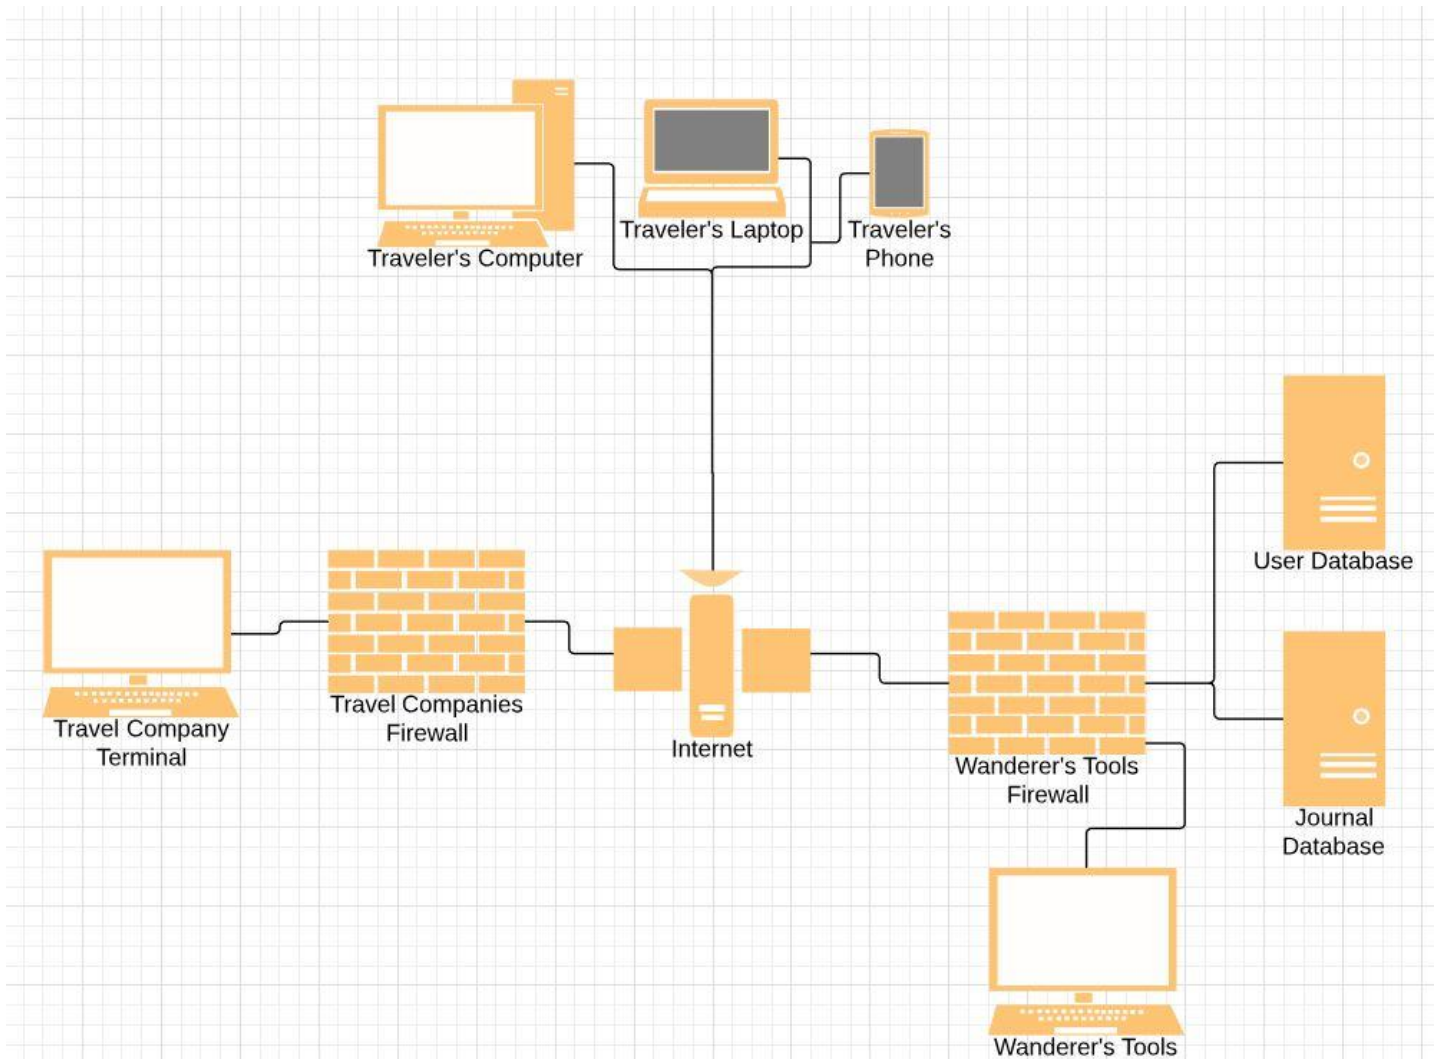 Traveler's Computer
Traveler's Laptop
Traveler's
Phone
User Database
Travel Company
Terminal
Travel Companies
Firewall
Internet
Wanderer's Tools
Firewall
Journal
Database
Wanderer's Tools